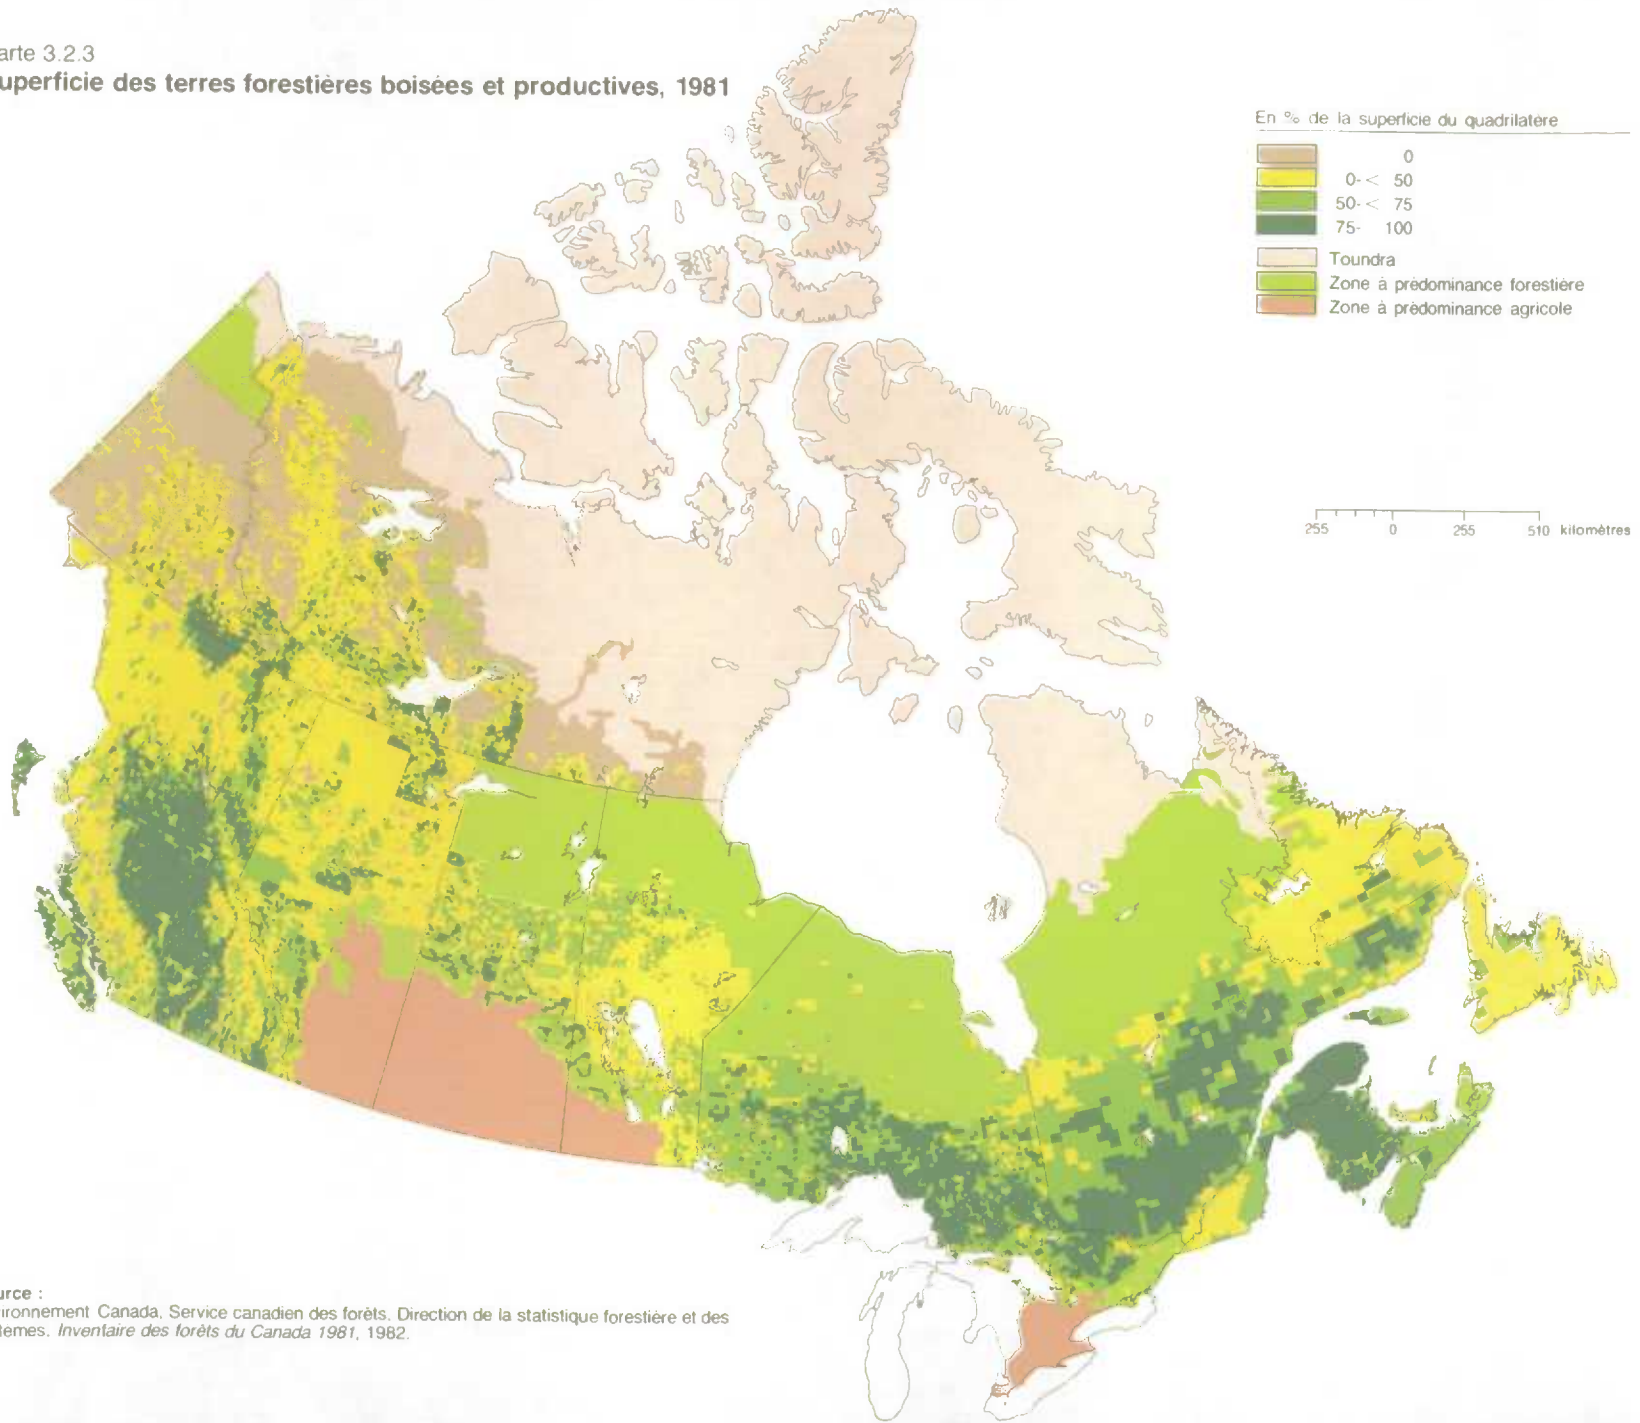 arte 3.2.3
uperficie des terres forestières boisées et productives, 1981
En % de la superficie du quadrilatère
0
0-< 50
50-< 75
75- 100
Toundra
Zone à prédominance forestière
Zone à prédominance agricole
255 0 255 510 kilomètres
urce :
ironnement Canada, Service canadien des forêts, Direction de la statistique forestière et des
tèmes, Inventaire des forêts du Canada 1981, 1982.